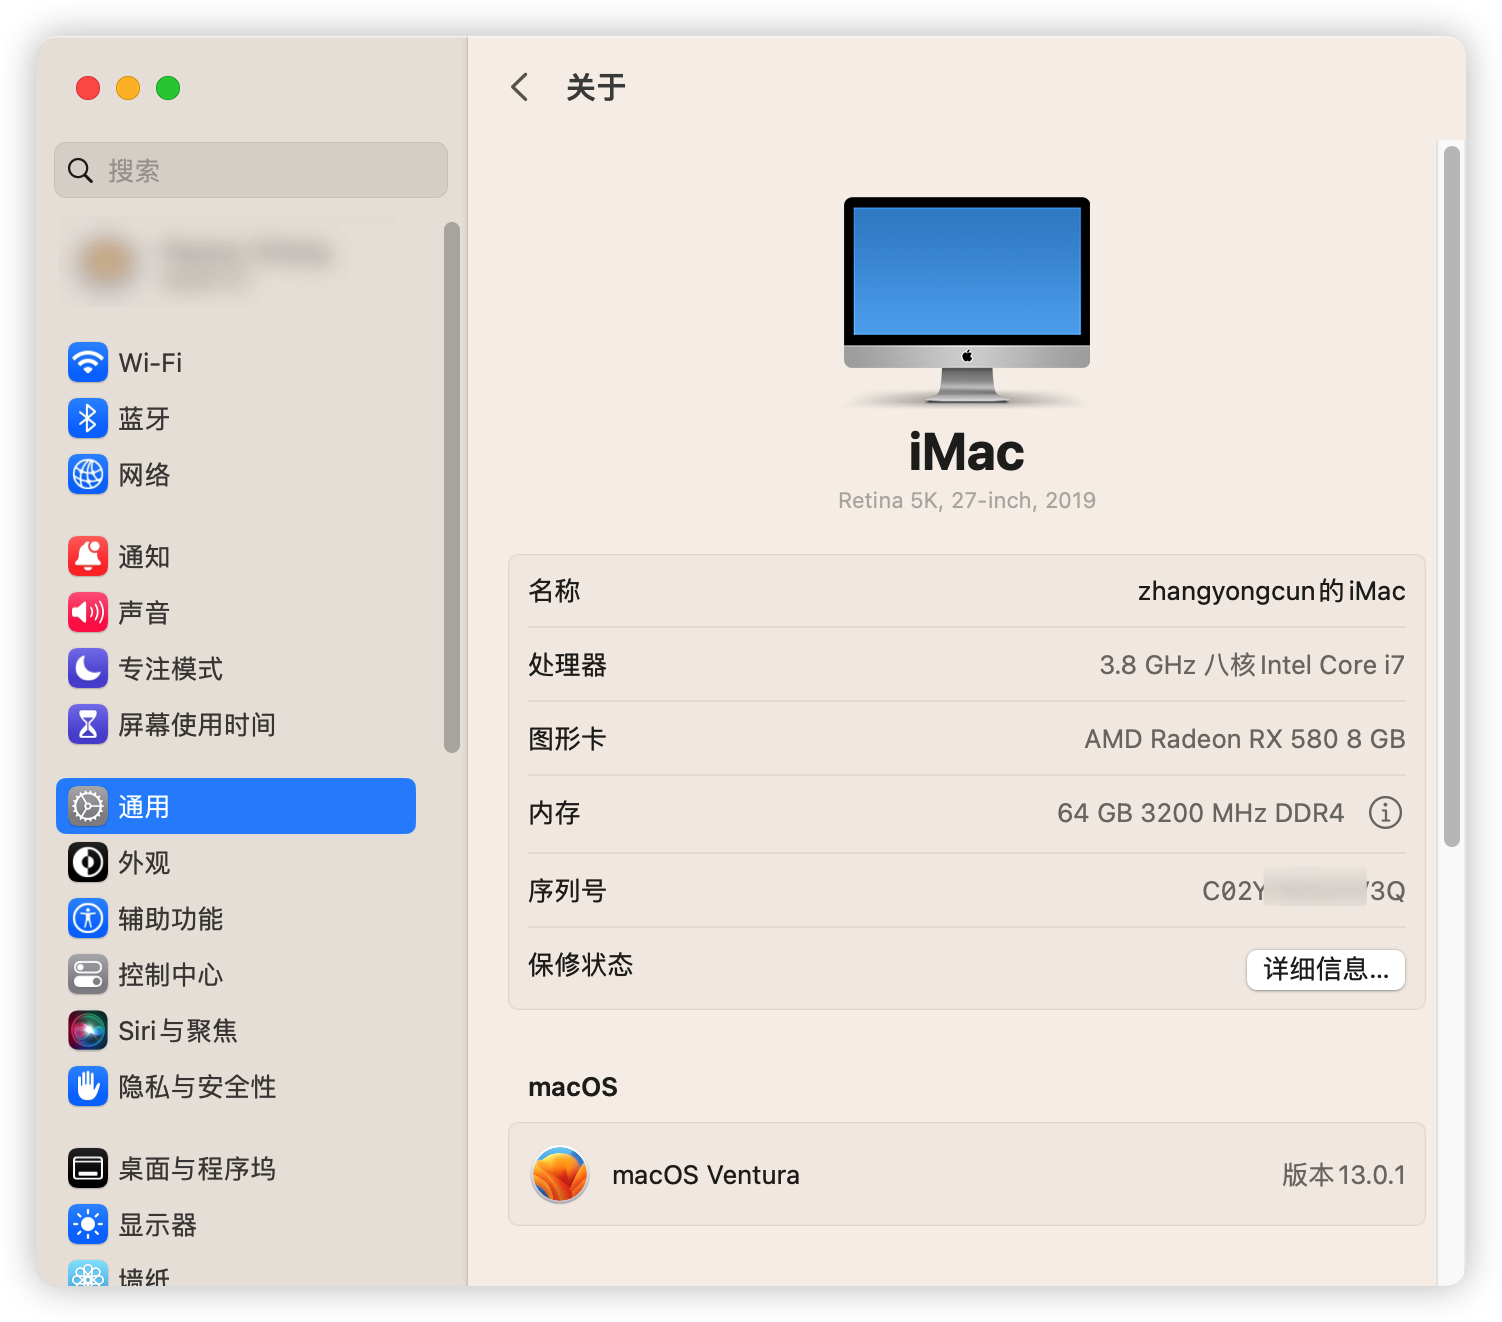 搜索
Wi-Fi
蓝牙
网络
通知
声音
专注模式
屏幕使用时间
通用
外观
辅助功能
控制中心
Siri与聚焦
隐私与安全性
桌面与程序坞
显示器
墙纸
关于
iMac
Retina 5K, 27-inch, 2019
名称 zhangyongcun的iMac
处理器 3.8 GHz 八核Intel Core i7
图形卡 AMD Radeon RX 580 8 GB
内存 64 GB 3200 MHz DDR4
序列号 C02Y 3Q
保修状态 详细信息...
macOS
macOS Ventura 版本13.0.1